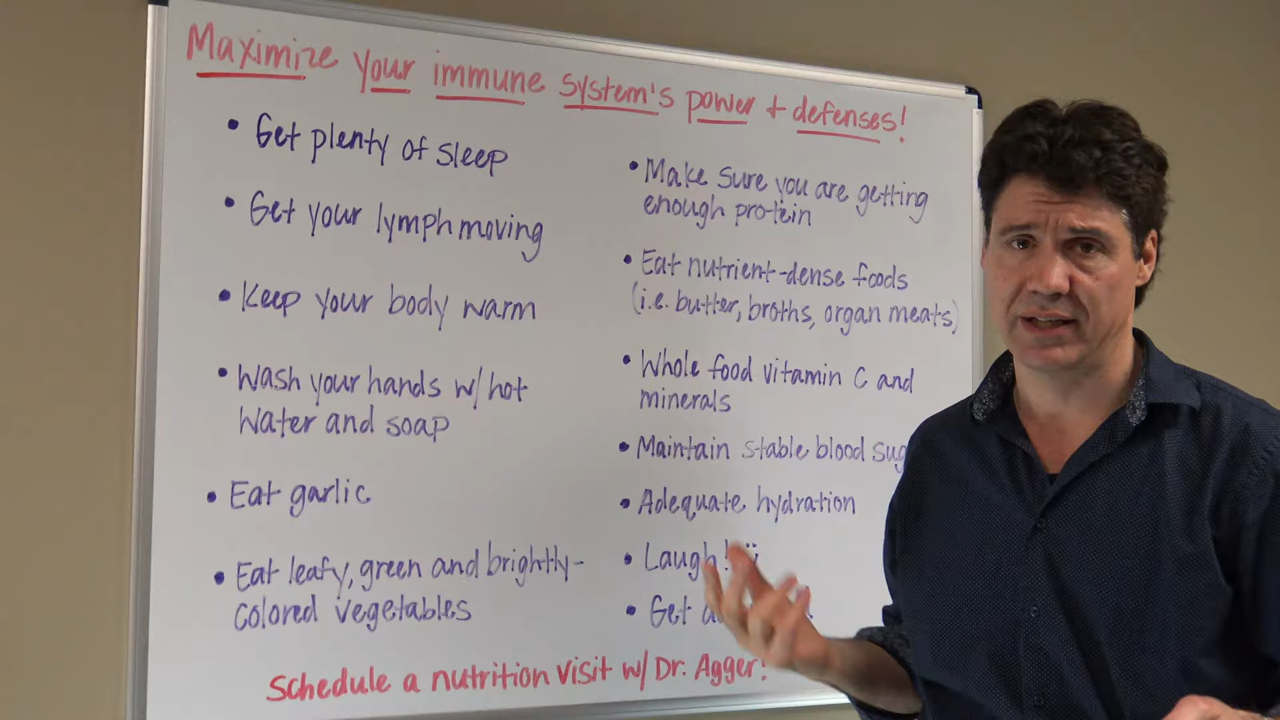 Maximize your immune system's power + defenses!
• Get plenty of sleep
• Get your lymph moving
• Keep your body warm
• Wash your hands w/ hot
water and soap
• Eat garlic
• Eat leafy, green and brightly-
colored vegetables
• Make sure you are getting
enough protein
• Eat nutrient-dense foods
(i.e. butter, broths, organ meats)
• Whole food vitamin C and
minerals
• Maintain stable blood
• Adequate hydration
• Laugh!
• Get
Schedule a nutrition visit w/ Dr. Agger!